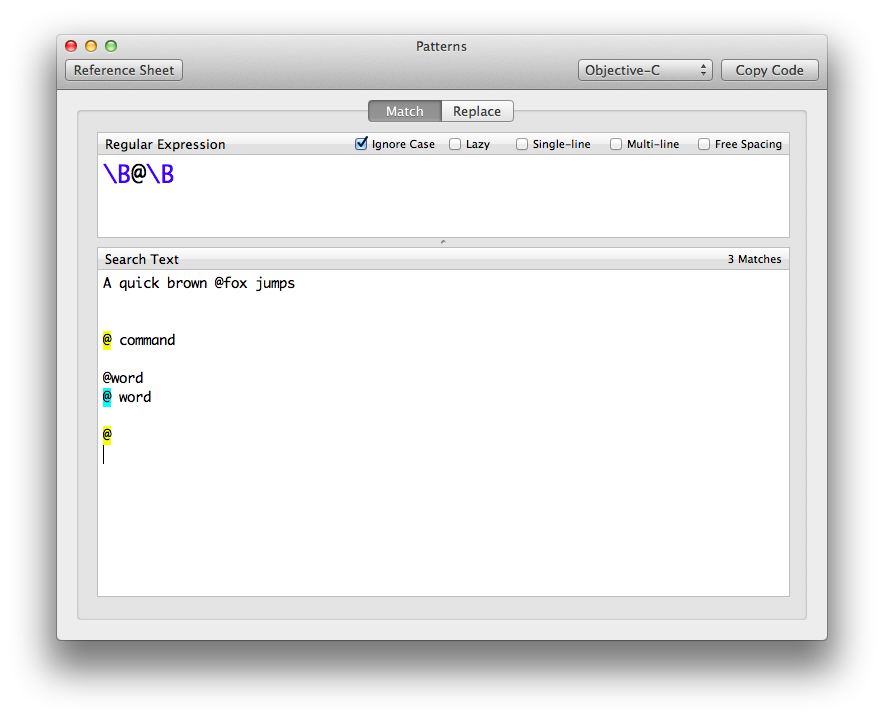 Patterns
Reference Sheet Objective-C Copy Code
Match Replace
Regular Expression Ignore Case Lazy Single-line Multi-line Free Spacing
\B@\B
Search Text 3 Matches
A quick brown @fox jumps
@ command
@word
@ word
@